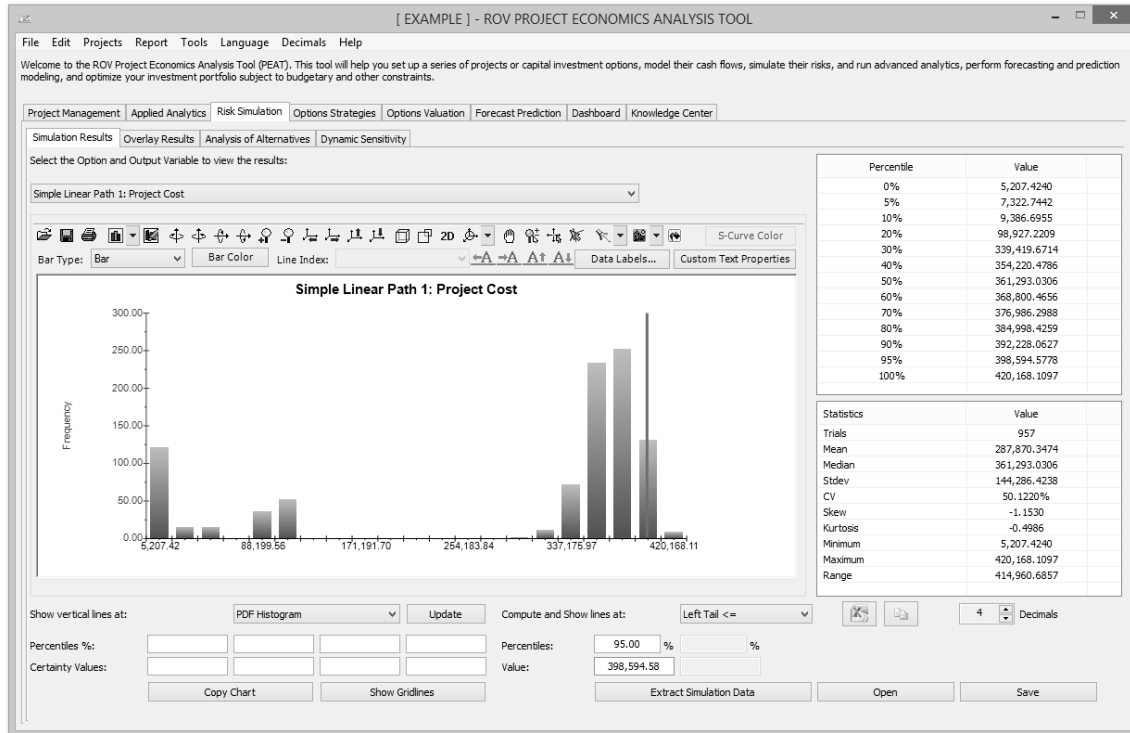 [ EXAMPLE ] - ROV PROJECT ECONOMICS ANALYSIS TOOL
File Edit Projects Report Tools Language Decimals Help
Welcome to the ROV Project Economics Analysis Tool (PEAT). This tool will help you set up a series of projects or capital investment options, model their cash flows, simulate their risks, and run advanced analytics, perform forecasting and prediction
modeling, and optimize your investment portfolio subject to budgetary and other constraints.
Project Management Applied Analytics Risk Simulation Options Strategies Options Valuation Forecast Prediction Dashboard Knowledge Center
Simulation Results Overlay Results Analysis of Alternatives Dynamic Sensitivity
Select the Option and Output Variable to view the results:
Simple Linear Path 1: Project Cost
2D S-Curve Color
Bar Type: Bar Bar Color Line Index: A A A A Data Labels... Custom Text Properties
Simple Linear Path 1: Project Cost
Frequency
300.00
250.00
200.00
150.00
100.00
50.00
0.00
5,207.42 88,199.56 171,191.70 254,183.84 337,175.97 420,168.11
Percentile Value
0% 5,207.4240
5% 7,322.7442
10% 9,386.6955
20% 98,927.2209
30% 339,419.6714
40% 354,220.4786
50% 361,293.0306
60% 368,800.4656
70% 376,986.2988
80% 384,998.4259
90% 392,228.0627
95% 398,594.5778
100% 420,168.1097
Statistics Value
Trials 957
Mean 287,870.3474
Median 361,293.0306
Stdev 144,286.4238
CV 50.1220%
Skew -1.1530
Kurtosis -0.4986
Minimum 5,207.4240
Maximum 420,168.1097
Range 414,960.6857
Show vertical lines at: PDF Histogram Update Compute and Show lines at: Left Tail <= 4 Decimals
Percentiles %: Percentiles: 95.00 % %
Certainty Values: Value: 398,594.58
Copy Chart Show Gridlines Extract Simulation Data Open Save